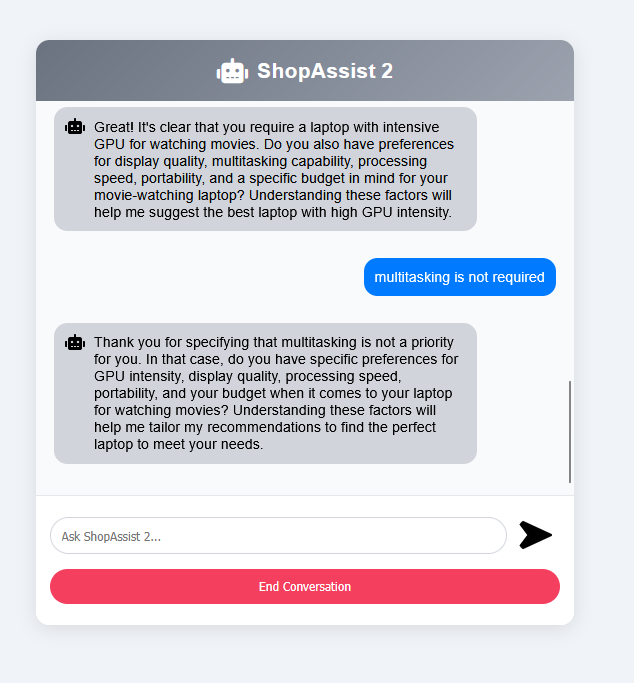 ShopAssist 2
Great! It's clear that you require a laptop with intensive
GPU for watching movies. Do you also have preferences
for display quality, multitasking capability, processing
speed, portability, and a specific budget in mind for your
movie-watching laptop? Understanding these factors will
help me suggest the best laptop with high GPU intensity.
multitasking is not required
Thank you for specifying that multitasking is not a priority
for you. In that case, do you have specific preferences for
GPU intensity, display quality, processing speed,
portability, and your budget when it comes to your laptop
for watching movies? Understanding these factors will
help me tailor my recommendations to find the perfect
laptop to meet your needs.
Ask ShopAssist 2...
End Conversation